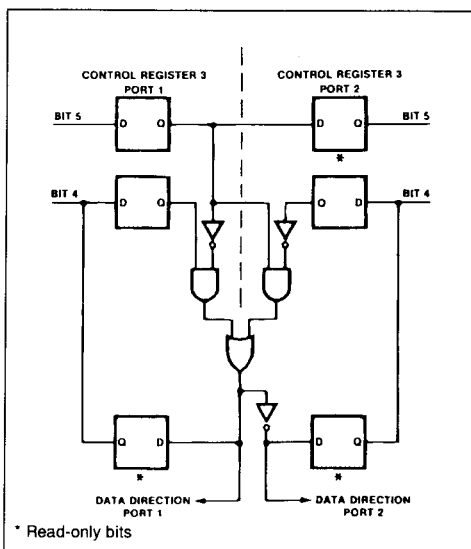 CONTROL REGISTER 3
PORT 1
CONTROL REGISTER 3
PORT 2
BIT 5
D Q
D Q
BIT 5
*
BIT 4
D Q
Q D
BIT 4
Q D
D Q
*
*
DATA DIRECTION
PORT 1
DATA DIRECTION
PORT 2
* Read-only bits